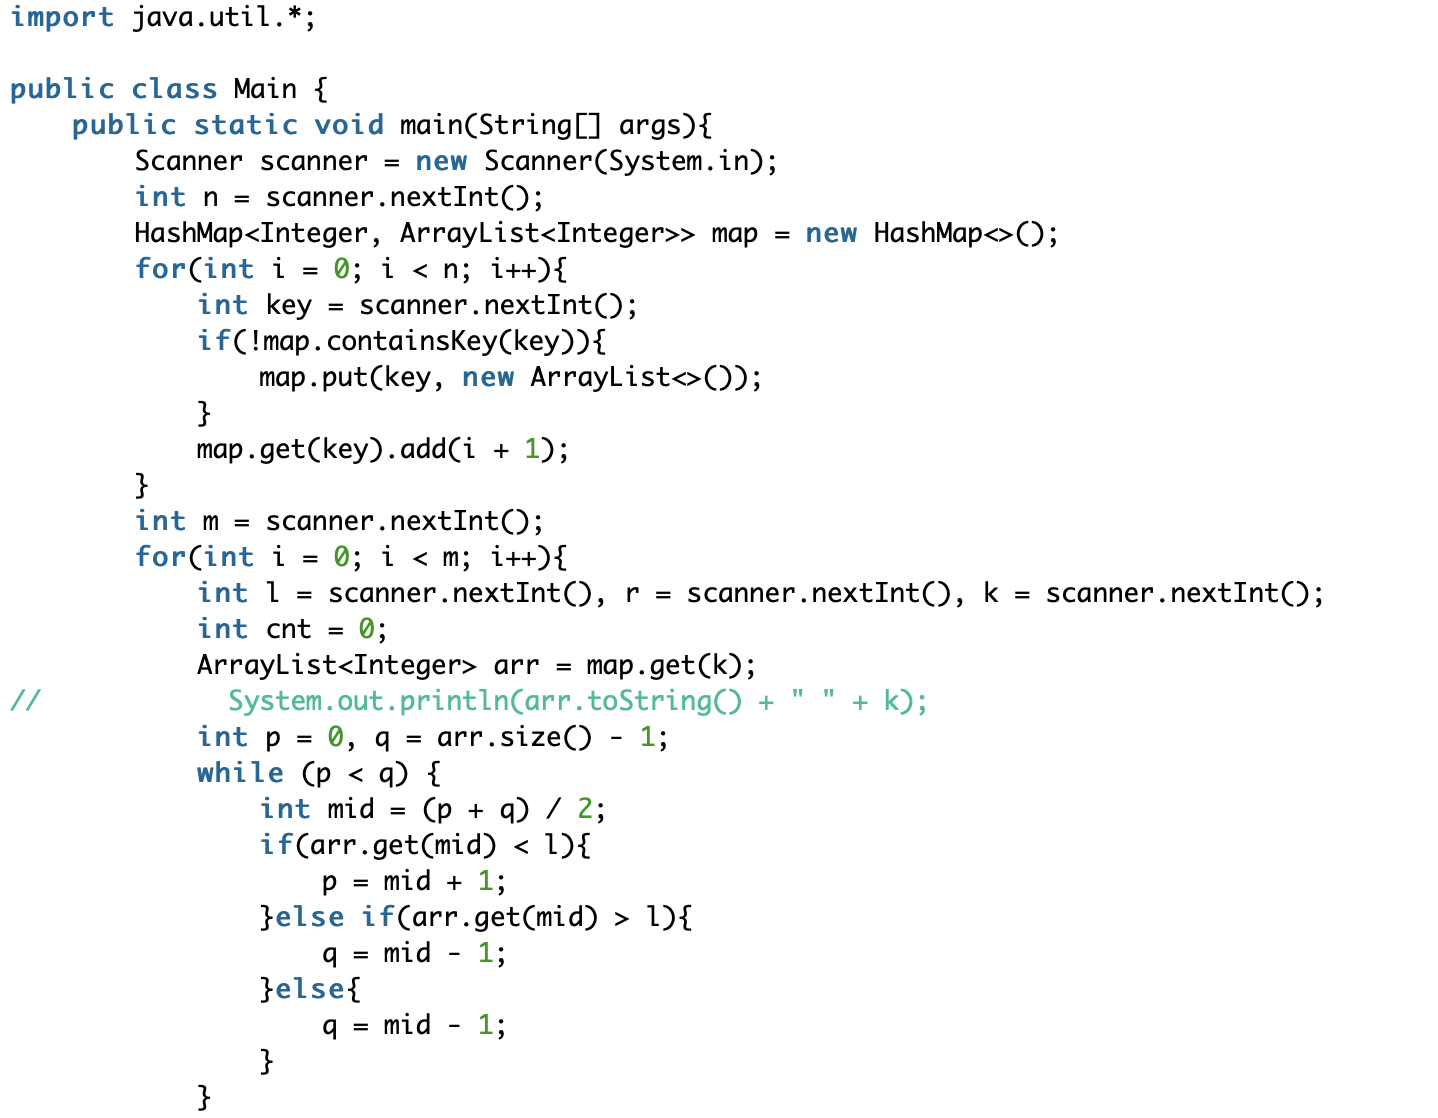 import java.util.*;

public class Main {
    public static void main(String[] args){
        Scanner scanner = new Scanner(System.in);
        int n = scanner.nextInt();
        HashMap<Integer, ArrayList<Integer>> map = new HashMap<>();
        for(int i = 0; i < n; i++){
            int key = scanner.nextInt();
            if(!map.containsKey(key)){
                map.put(key, new ArrayList<>());
            }
            map.get(key).add(i + 1);
        }
        int m = scanner.nextInt();
        for(int i = 0; i < m; i++){
            int l = scanner.nextInt(), r = scanner.nextInt(), k = scanner.nextInt();
            int cnt = 0;
            ArrayList<Integer> arr = map.get(k);
//            System.out.println(arr.toString() + " " + k);
            int p = 0, q = arr.size() - 1;
            while (p < q) {
                int mid = (p + q) / 2;
                if(arr.get(mid) < l){
                    p = mid + 1;
                }else if(arr.get(mid) > l){
                    q = mid - 1;
                }else{
                    q = mid - 1;
                }
            }